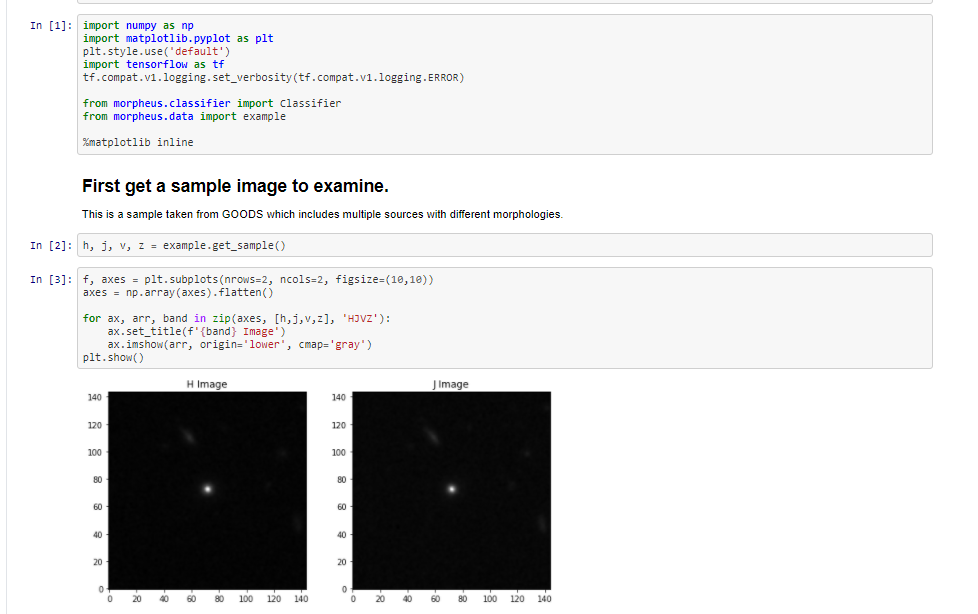 In [1]: import numpy as np
import matplotlib.pyplot as plt
plt.style.use('default')
import tensorflow as tf
tf.compat.v1.logging.set_verbosity(tf.compat.v1.logging.ERROR)
from morpheus.classifier import Classifier
from morpheus.data import example
%matplotlib inline
First get a sample image to examine.
This is a sample taken from GOODS which includes multiple sources with different morphologies.
In [2]: h, j, v, z = example.get_sample()
In [3]: f, axes = plt.subplots(nrows=2, ncols=2, figsize=(10,10))
axes = np.array(axes).flatten()
for ax, arr, band in zip(axes, [h,j,v,z], 'HJVZ'):
ax.set_title(f'{band} Image')
ax.imshow(arr, origin='lower', cmap='gray')
plt.show()
H Image
140
120
100
80
60
40
20
0
0 20 40 60 80 100 120 140
J Image
140
120
100
80
60
40
20
0
0 20 40 60 80 100 120 140